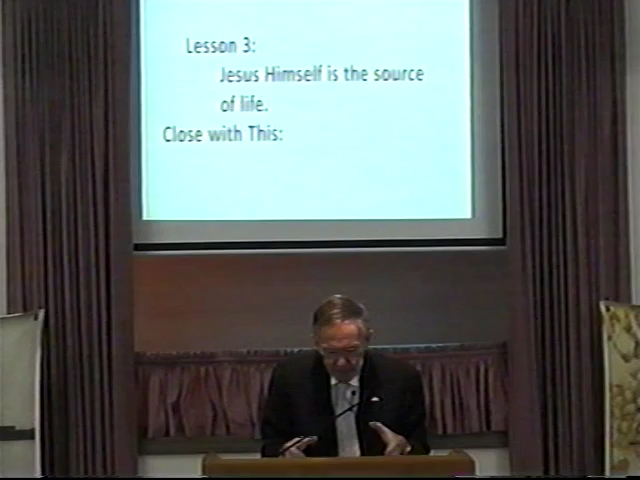 Lesson 3:
Jesus Himself is the source
of life.
Close with This: